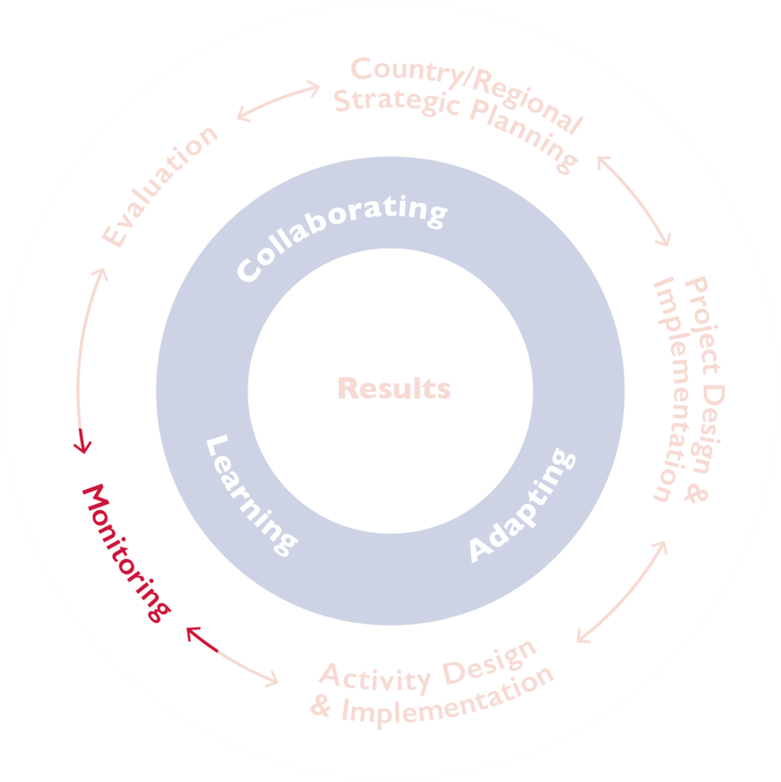 Country/Regional
Strategic Planning
Evaluation
Collaborating
Project Design &
Implementation
Results
Learning
Adapting
Monitoring
Activity Design
& Implementation